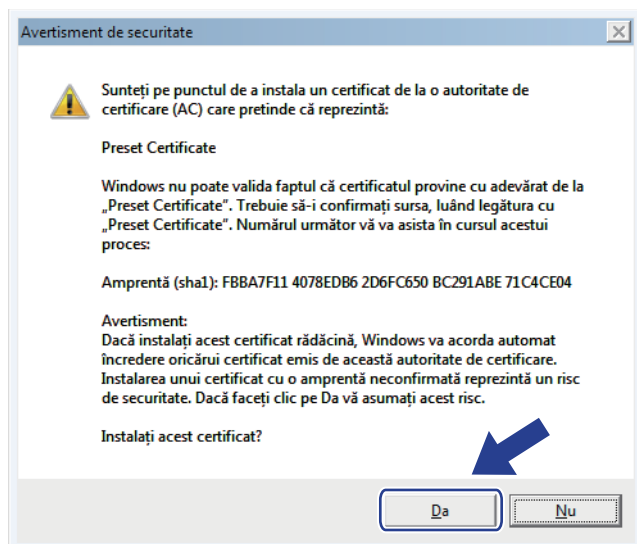 Avertisment de securitate
Sunteți pe punctul de a instala un certificat de la o autoritate de
certificare (AC) care pretinde că reprezintă:
Preset Certificate
Windows nu poate valida faptul că certificatul provine cu adevărat de la
„Preset Certificate”. Trebuie să-i confirmați sursa, luând legătura cu
„Preset Certificate”. Numărul următor vă va asista în cursul acestui
proces:
Amprentă (sha1): FBBA7F11 4078EDB6 2D6FC650 BC291ABE 71C4CE04
Avertisment:
Dacă instalați acest certificat rădăcină, Windows va acorda automat
încredere oricărui certificat emis de această autoritate de certificare.
Instalarea unui certificat cu o amprentă neconfirmată reprezintă un risc
de securitate. Dacă faceți clic pe Da vă asumați acest risc.
Instalați acest certificat?
Da
Nu